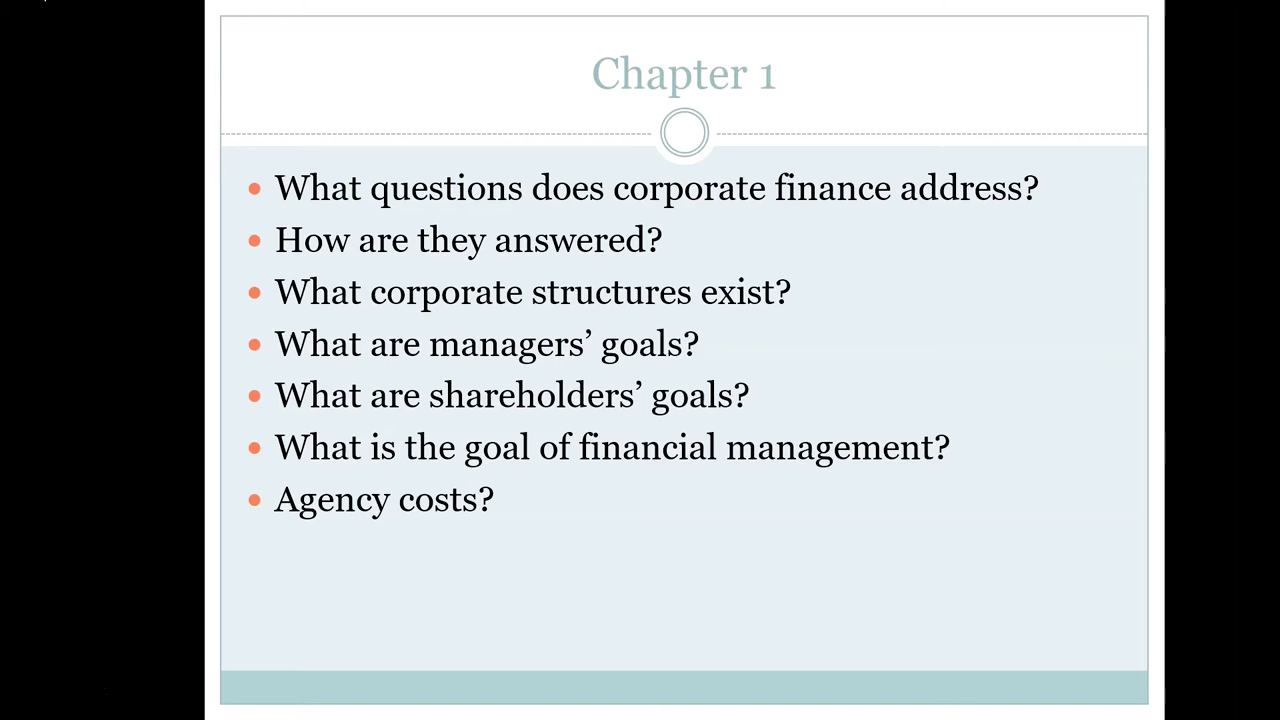 Chapter 1
• What questions does corporate finance address?
• How are they answered?
• What corporate structures exist?
• What are managers’ goals?
• What are shareholders’ goals?
• What is the goal of financial management?
• Agency costs?